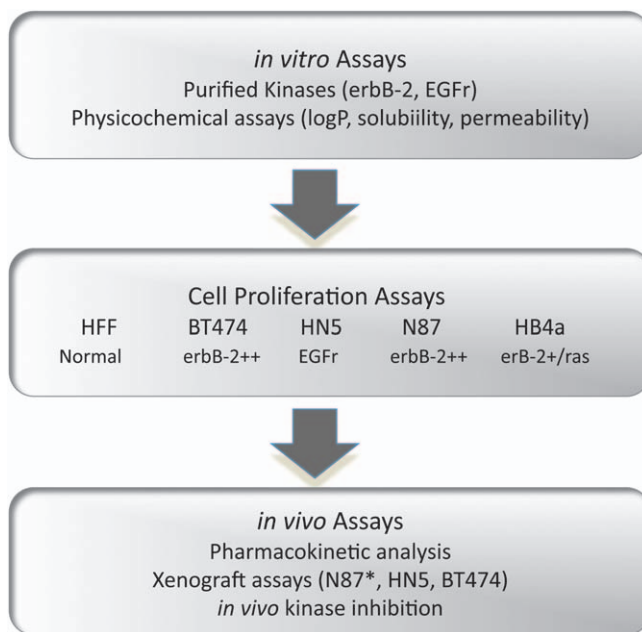 in vitro Assays
Purified Kinases (erbB-2, EGFr)
Physicochemical assays (logP, solubiility, permeability)
Cell Proliferation Assays
HFF BT474 HN5 N87 HB4a
Normal erbB-2++ EGFr erbB-2++ erB-2+/ras
in vivo Assays
Pharmacokinetic analysis
Xenograft assays (N87*, HN5, BT474)
in vivo kinase inhibition